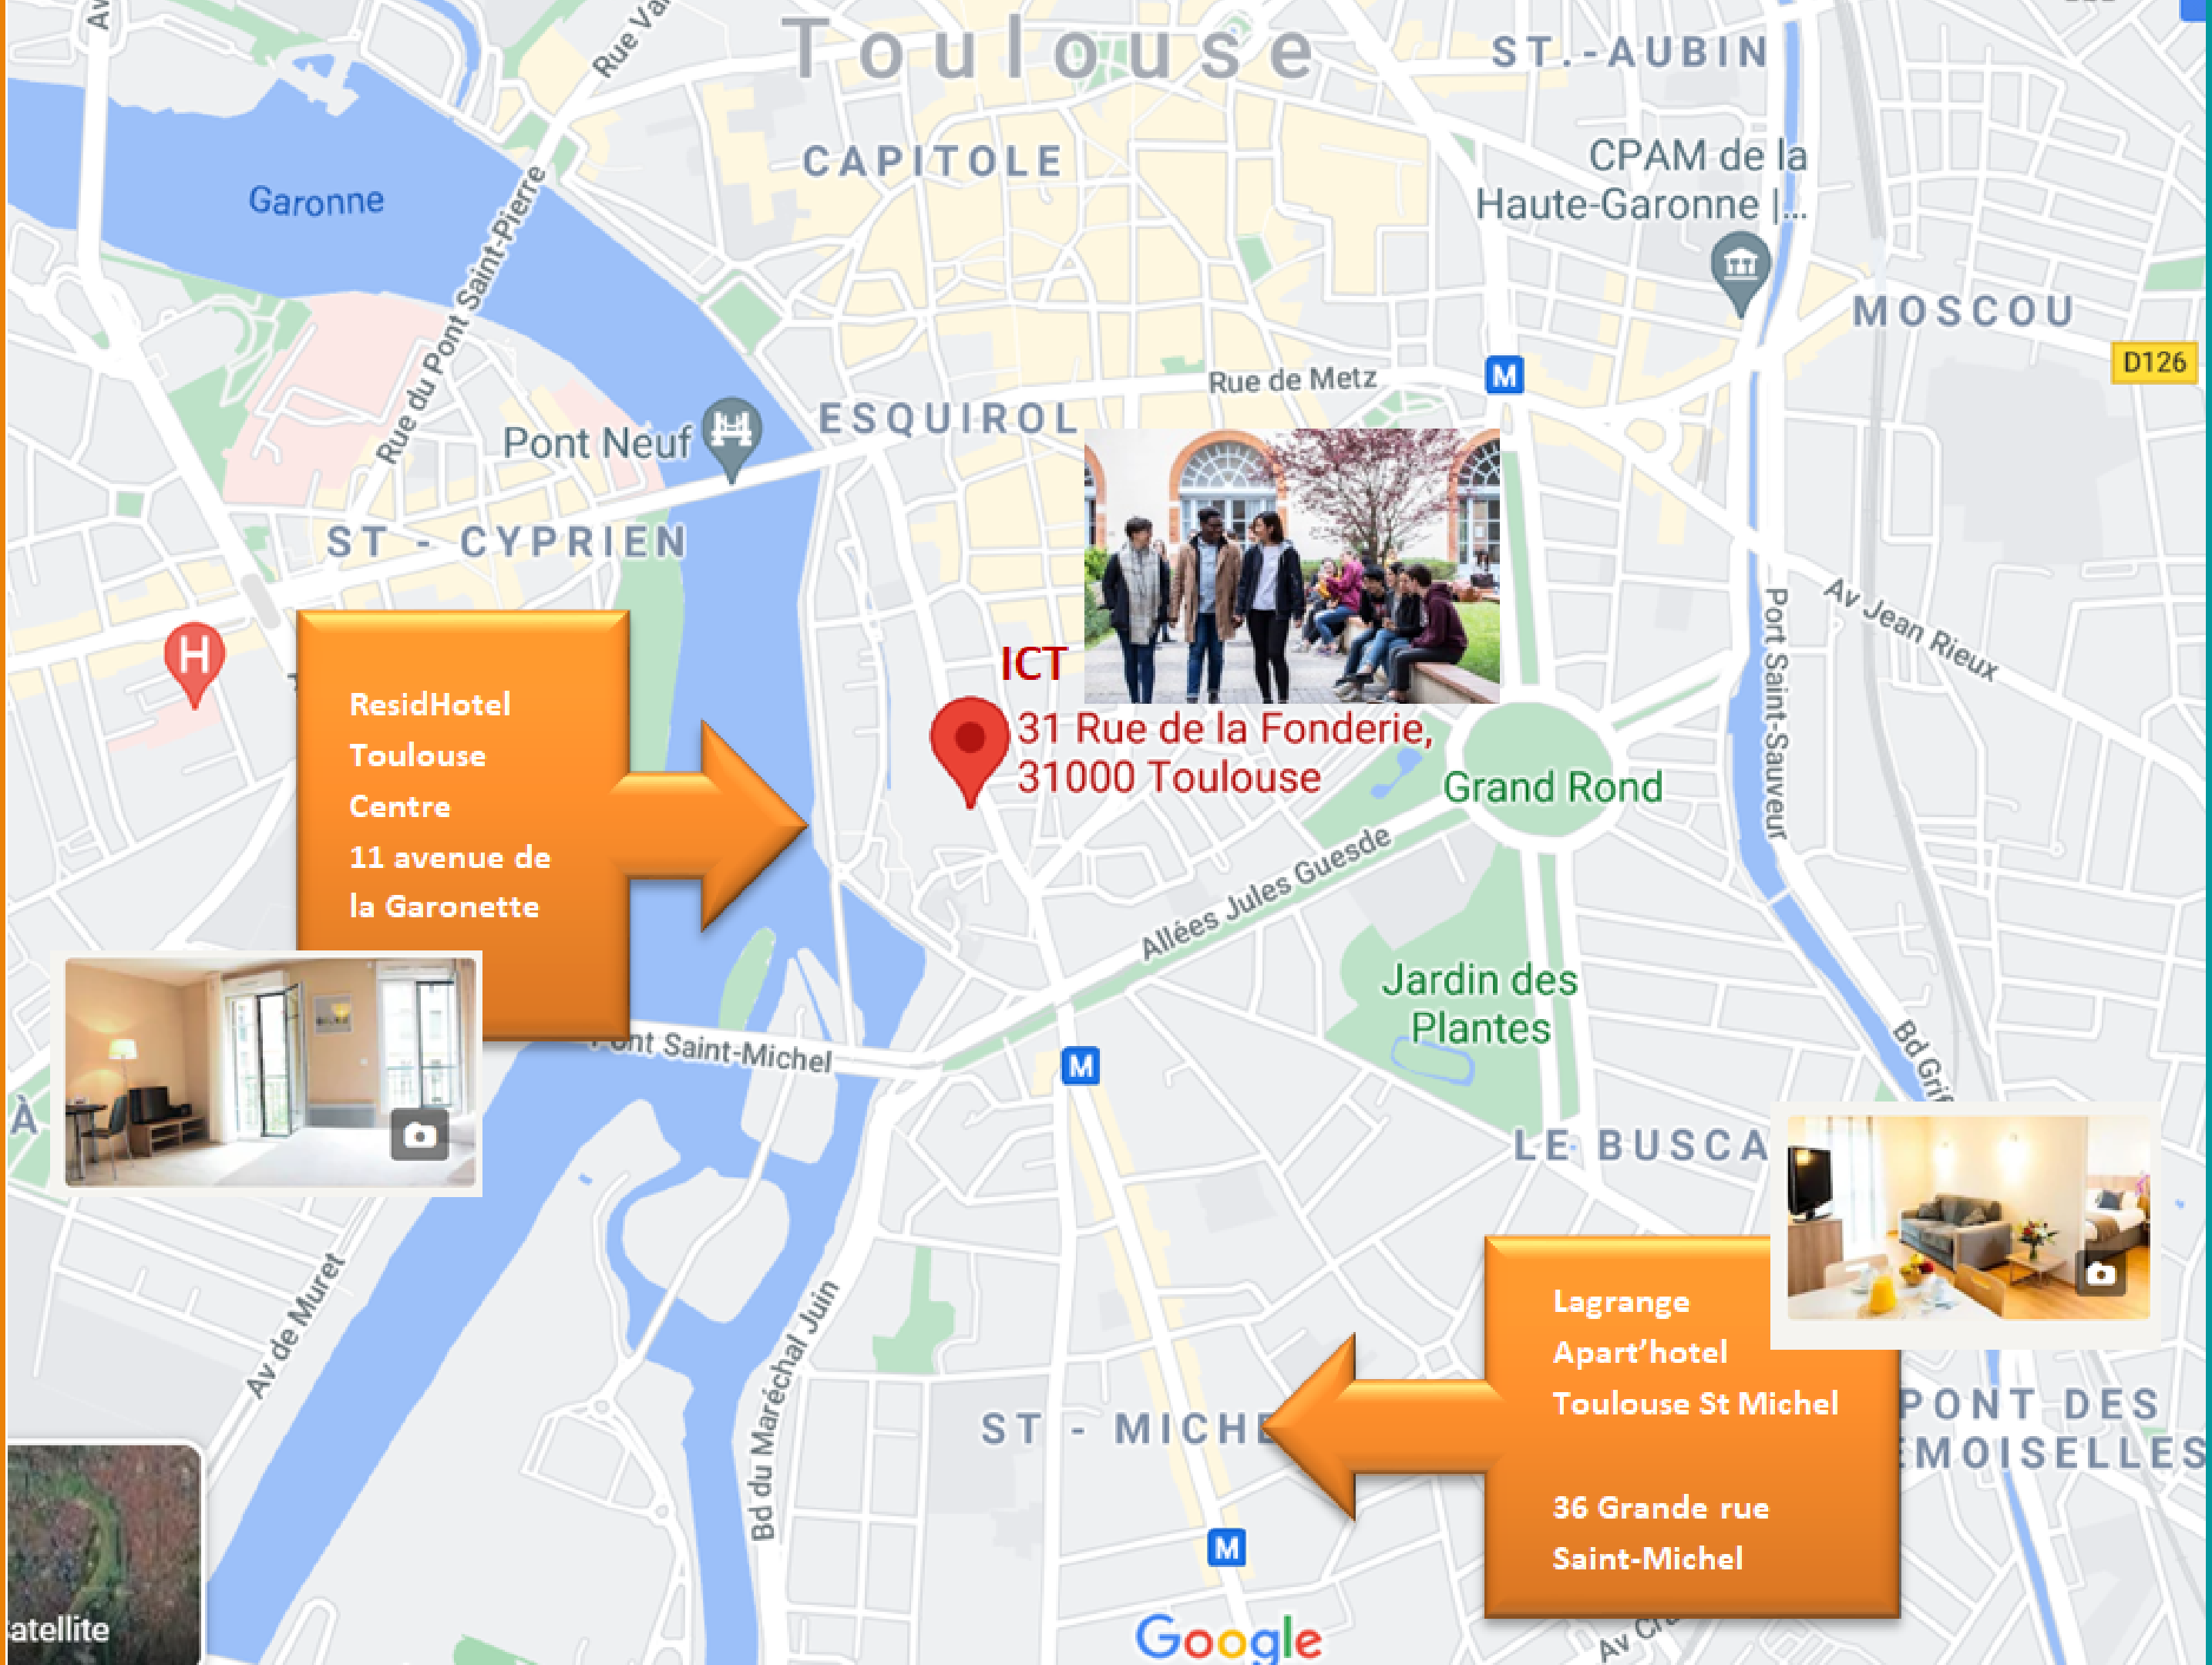 Toulouse
ST.-AUBIN
CAPITOLE
CPAM de la
Haute-Garonne |...
Garonne
Rue du Pont Saint-Pierre
MOSCOU
D126
Rue de Metz
M
ESQUIROL
Pont Neuf
ST - CYPRIEN
H
Av Jean Rieux
Port Saint-Sauveur
ICT
31 Rue de la Fonderie,
31000 Toulouse
Grand Rond
ResidHotel
Toulouse
Centre
11 avenue de
la Garonette
Allées Jules Guesde
Jardin des
Plantes
Saint-Michel
M
À
LE BUSCA
Av de Muret
Bd du Maréchal Juin
Lagrange
Apart'hotel
Toulouse St Michel
36 Grande rue
Saint-Michel
ST - MICHE
PONT DES
EMOISELLES
M
atellite
Google